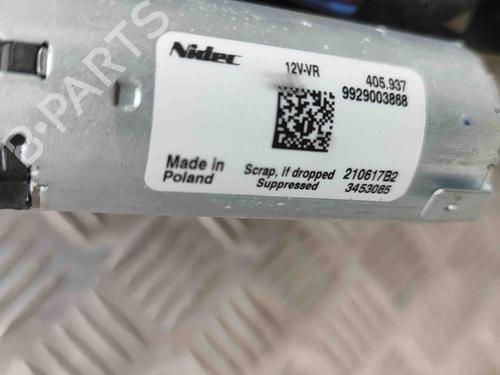 Nidec
12V-VR
405.937
9929003868
Made in
Poland
Scrap, if dropped
Suppressed
210617B2
3453085
B-PARTS